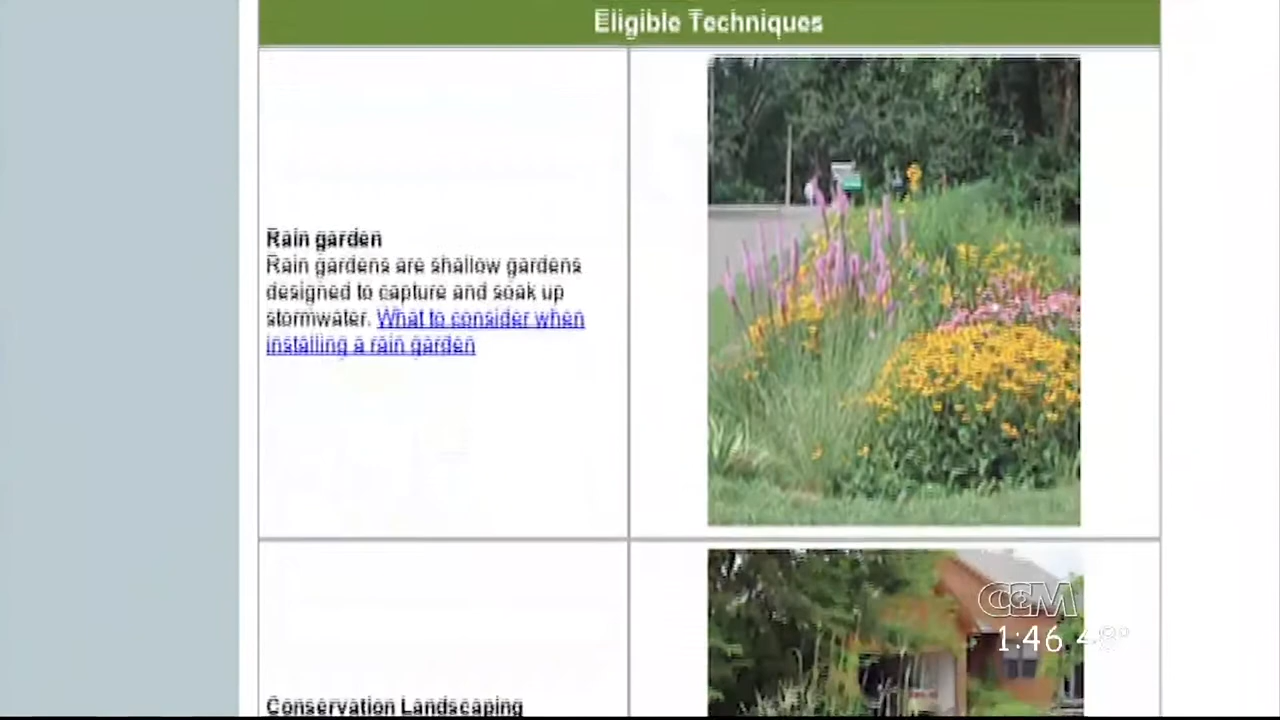 Eligible Techniques
Rain garden
Rain gardens are shallow gardens
designed to capture and soak up
stormwater. What to consider when
installing a rain garden
Conservation Landscaping
CCM
1:46 48°